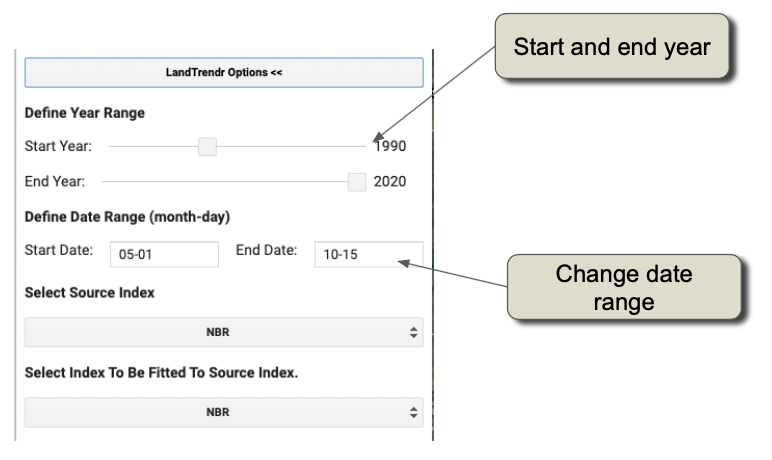 Start and end year
LandTrendr Options <<
Define Year Range
Start Year: 1990
End Year: 2020
Define Date Range (month-day)
Start Date: 05-01 End Date: 10-15
Change date
range
Select Source Index
NBR
Select Index To Be Fitted To Source Index.
NBR